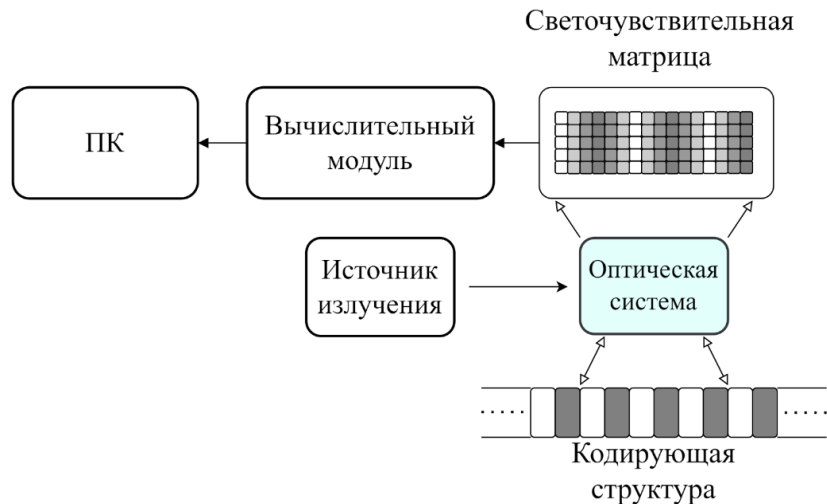 Светочувствительная
матрица
ПК
Вычислительный
модуль
Источник
излучения
Оптическая
система
Кодирующая
структура